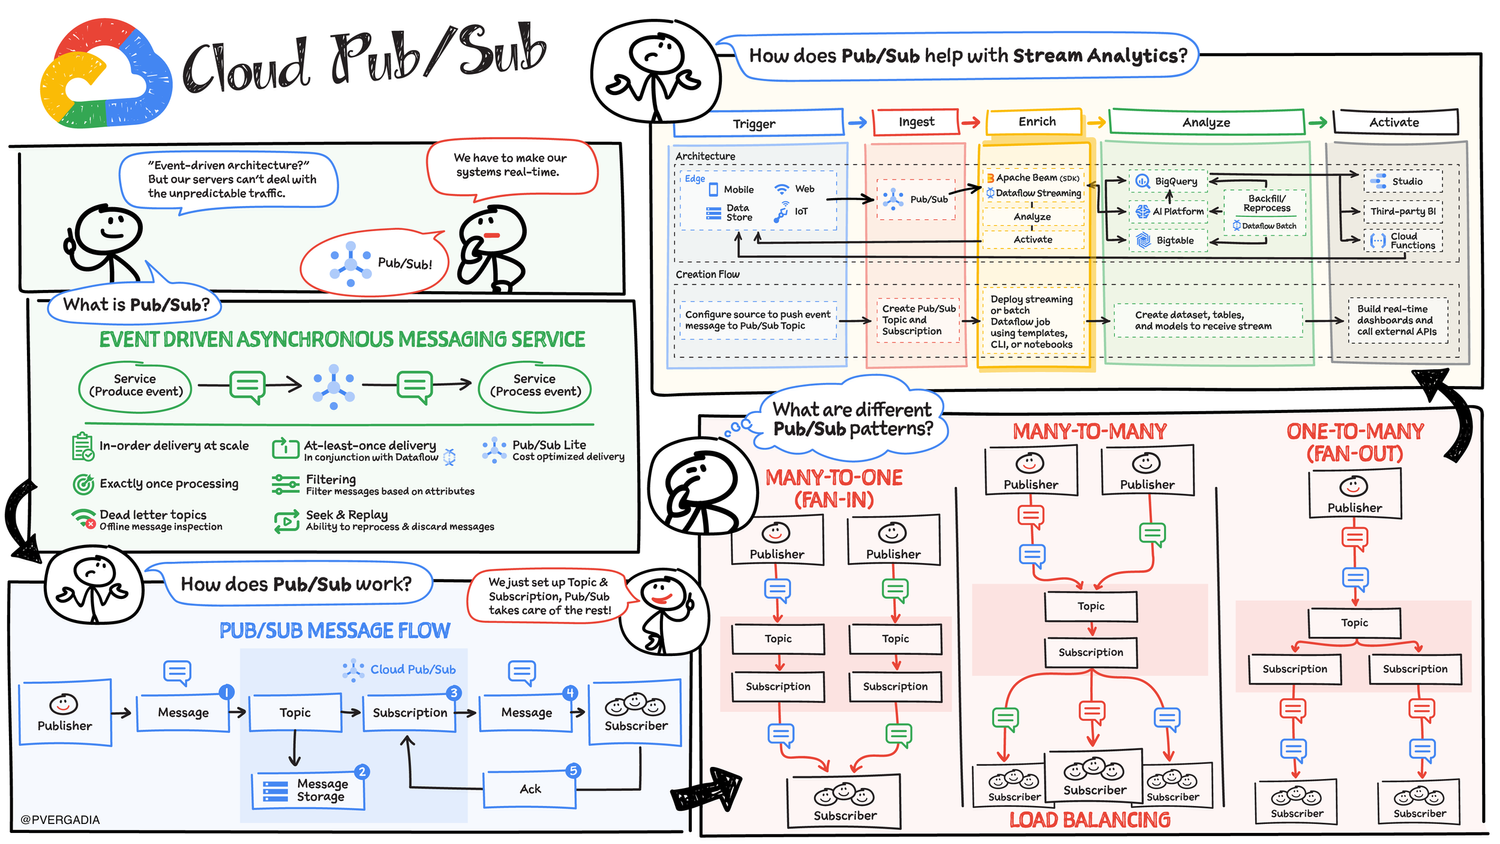 Cloud Pub/Sub
"Event-driven architecture?"
But our servers can't deal with
the unpredictable traffic.
We have to make our
systems real-time.
Pub/Sub!
What is Pub/Sub?
EVENT DRIVEN ASYNCHRONOUS MESSAGING SERVICE
Service
(Produce event)
Service
(Process event)
In-order delivery at scale
At-least-once delivery
In conjunction with Dataflow
Pub/Sub Lite
Cost optimized delivery
Exactly once processing
Filtering
Filter messages based on attributes
Dead letter topics
Offline message inspection
Seek & Replay
Ability to reprocess & discard messages
How does Pub/Sub work?
We just set up Topic &
Subscription, Pub/Sub
takes care of the rest!
PUB/SUB MESSAGE FLOW
Cloud Pub/Sub
Publisher
1
Message
Topic
3
Subscription
4
Message
Subscriber
2
Message
Storage
5
Ack
@PVERGADIA
How does Pub/Sub help with Stream Analytics?
Trigger
Ingest
Enrich
Analyze
Activate
Architecture
Edge
Mobile
Web
Data
Store
IoT
Pub/Sub
Apache Beam (SDK)
Dataflow Streaming
Analyze
Activate
BigQuery
AI Platform
Bigtable
Backfill/
Reprocess
Dataflow Batch
Studio
Third-party BI
Cloud
Functions
Creation Flow
Configure source to push event
message to Pub/Sub Topic
Create Pub/Sub
Topic and
Subscription
Deploy streaming
or batch
Dataflow job
using templates,
CLI, or notebooks
Create dataset, tables,
and models to receive stream
Build real-time
dashboards and
call external APIs
What are different
Pub/Sub patterns?
MANY-TO-ONE
(FAN-IN)
Publisher
Publisher
Topic
Topic
Subscription
Subscription
Subscriber
MANY-TO-MANY
Publisher
Publisher
Topic
Subscription
Subscriber
Subscriber
Subscriber
LOAD BALANCING
ONE-TO-MANY
(FAN-OUT)
Publisher
Topic
Subscription
Subscription
Subscriber
Subscriber